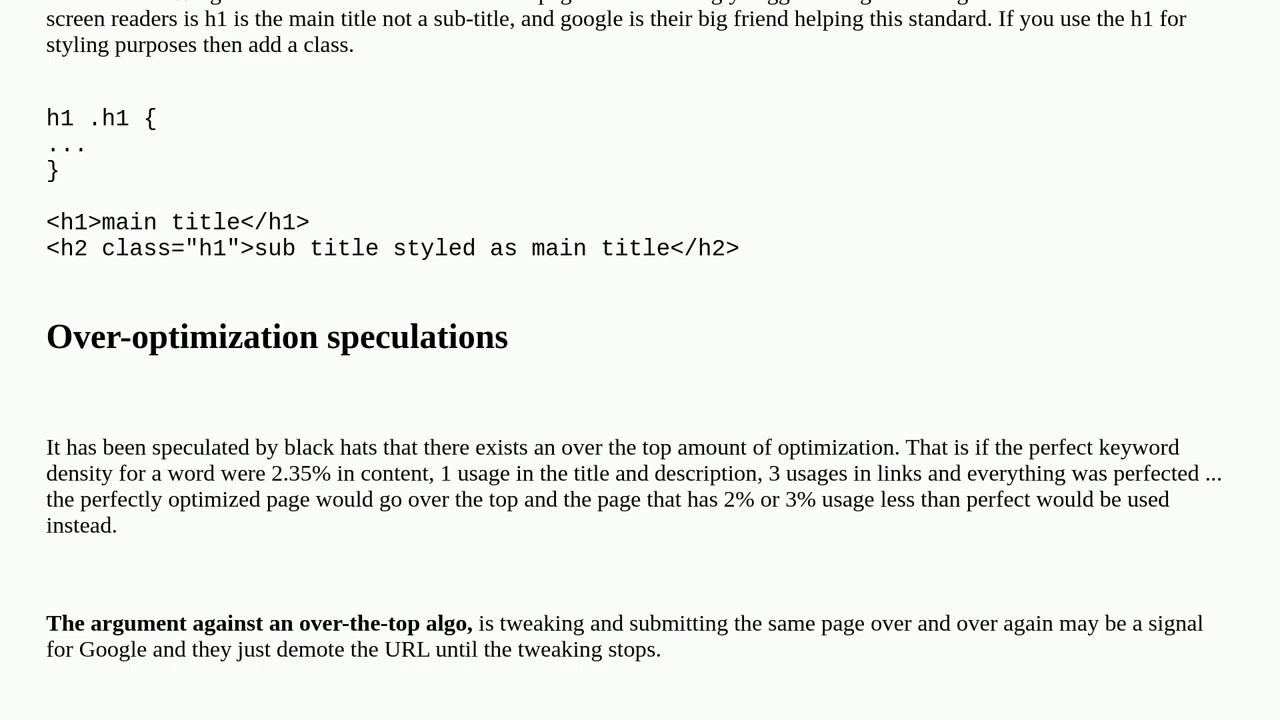 screen readers is h1 is the main title not a sub-title, and google is their big friend helping this standard. If you use the h1 for
styling purposes then add a class.
h1 .h1 {
...
}
<h1>main title</h1>
<h2 class="h1">sub title styled as main title</h2>
Over-optimization speculations
It has been speculated by black hats that there exists an over the top amount of optimization. That is if the perfect keyword
density for a word were 2.35% in content, 1 usage in the title and description, 3 usages in links and everything was perfected ...
the perfectly optimized page would go over the top and the page that has 2% or 3% usage less than perfect would be used
instead.
The argument against an over-the-top algo, is tweaking and submitting the same page over and over again may be a signal
for Google and they just demote the URL until the tweaking stops.